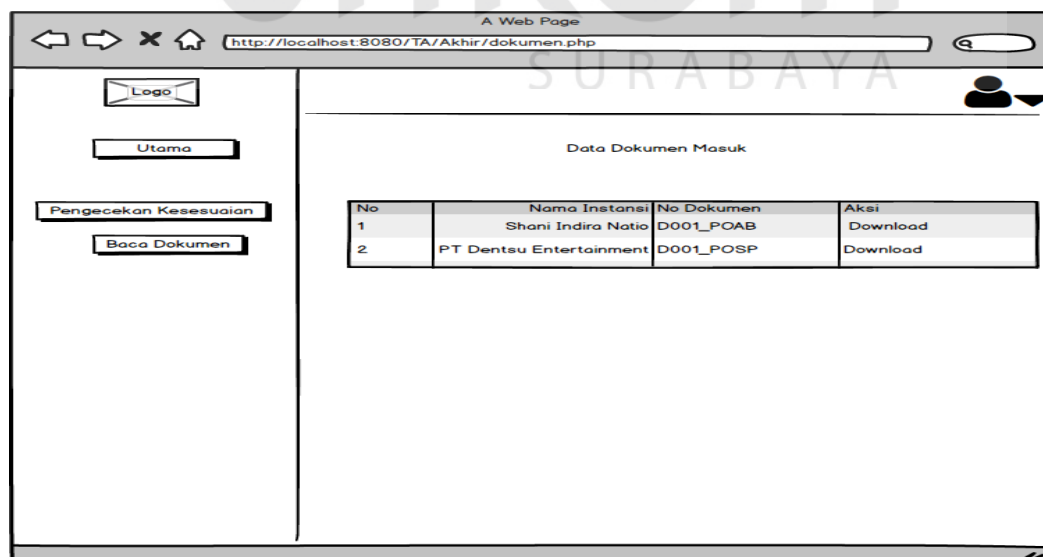 A Web Page
http://localhost:8080/TA/Akhir/dokumen.php
SURABAYA
Logo
Utama
Pengecekan Kesesuaian
Baca Dokumen
Data Dokumen Masuk
No Nama Instansi No Dokumen Aksi
1 Shani Indira Natio D001_POAB Download
2 PT Dentsu Entertainment D001_POSP Download